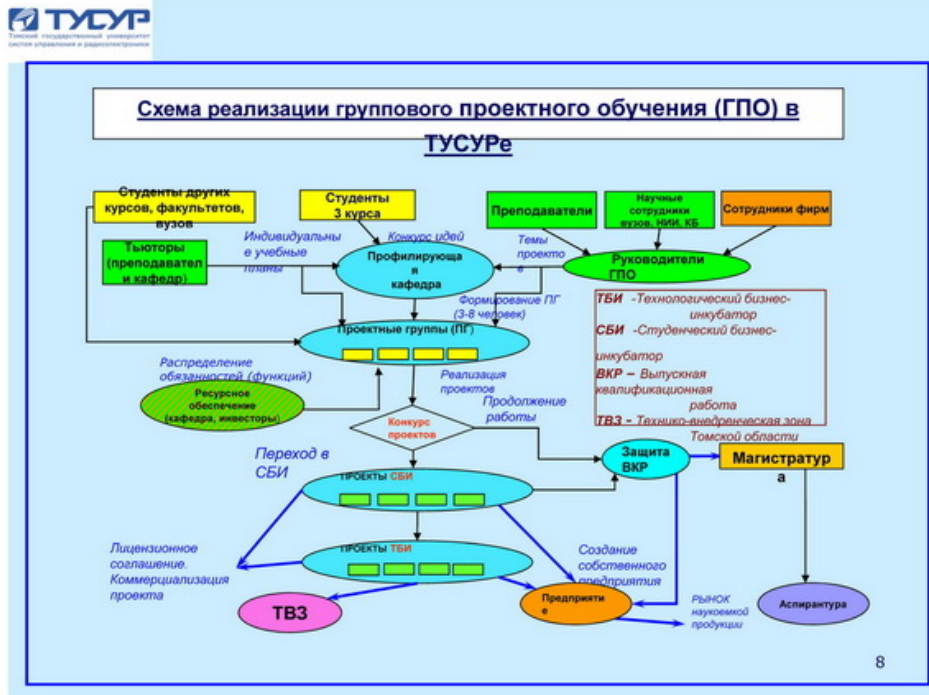 ТУСУР
Томский государственный университет
систем управления и радиоэлектроники
Схема реализации группового проектного обучения (ГПО) в
ТУСУРе
Студенты других
курсов, факультетов,
вузов
Студенты
3 курса
Преподаватели
Научные
сотрудники
вузов, НИИ, КБ
Сотрудники фирм
Тьюторы
(преподавател
и кафедр)
Индивидуальны
е учебные
планы
Конкурс идей
Профилирующа
я
кафедра
Темы
проекто
в
Руководители
ГПО
Формирование ПГ
(3-8 человек)
Проектные группы (ПГ)
ТБИ -Технологический бизнес-
инкубатор
СБИ -Студенческий бизнес-
инкубатор
ВКР – Выпускная
квалификационная
работа
ТВЗ – Технико-внедренческая зона
Томской области
Распределение
обязанностей (функций)
Ресурсное
обеспечение
(кафедра, инвесторы)
Реализация
проектов
Продолжение
работы
Конкурс
проектов
Переход в
СБИ
Защита
ВКР
Магистратур
а
ПРОЕКТЫ СБИ
Лицензионное
соглашение.
Коммерциализация
проекта
ПРОЕКТЫ ТБИ
Создание
собственного
предприятия
ТВЗ
Предприяти
е
РЫНОК
наукоемкой
продукции
Аспирантура
8